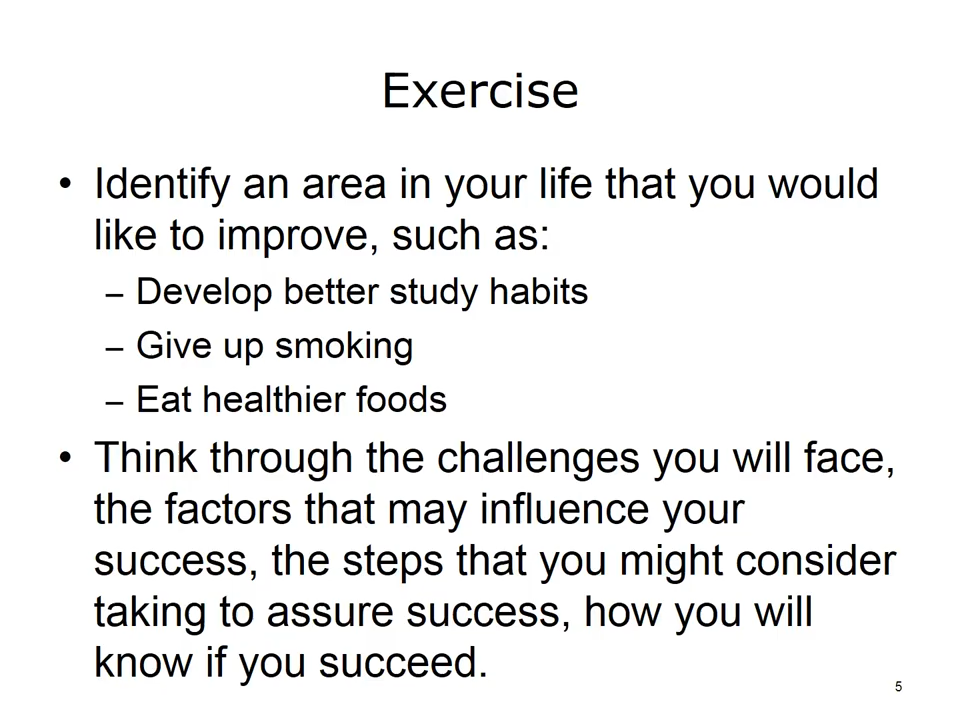 Exercise
• Identify an area in your life that you would
like to improve, such as:
– Develop better study habits
– Give up smoking
– Eat healthier foods
• Think through the challenges you will face,
the factors that may influence your
success, the steps that you might consider
taking to assure success, how you will
know if you succeed.
5